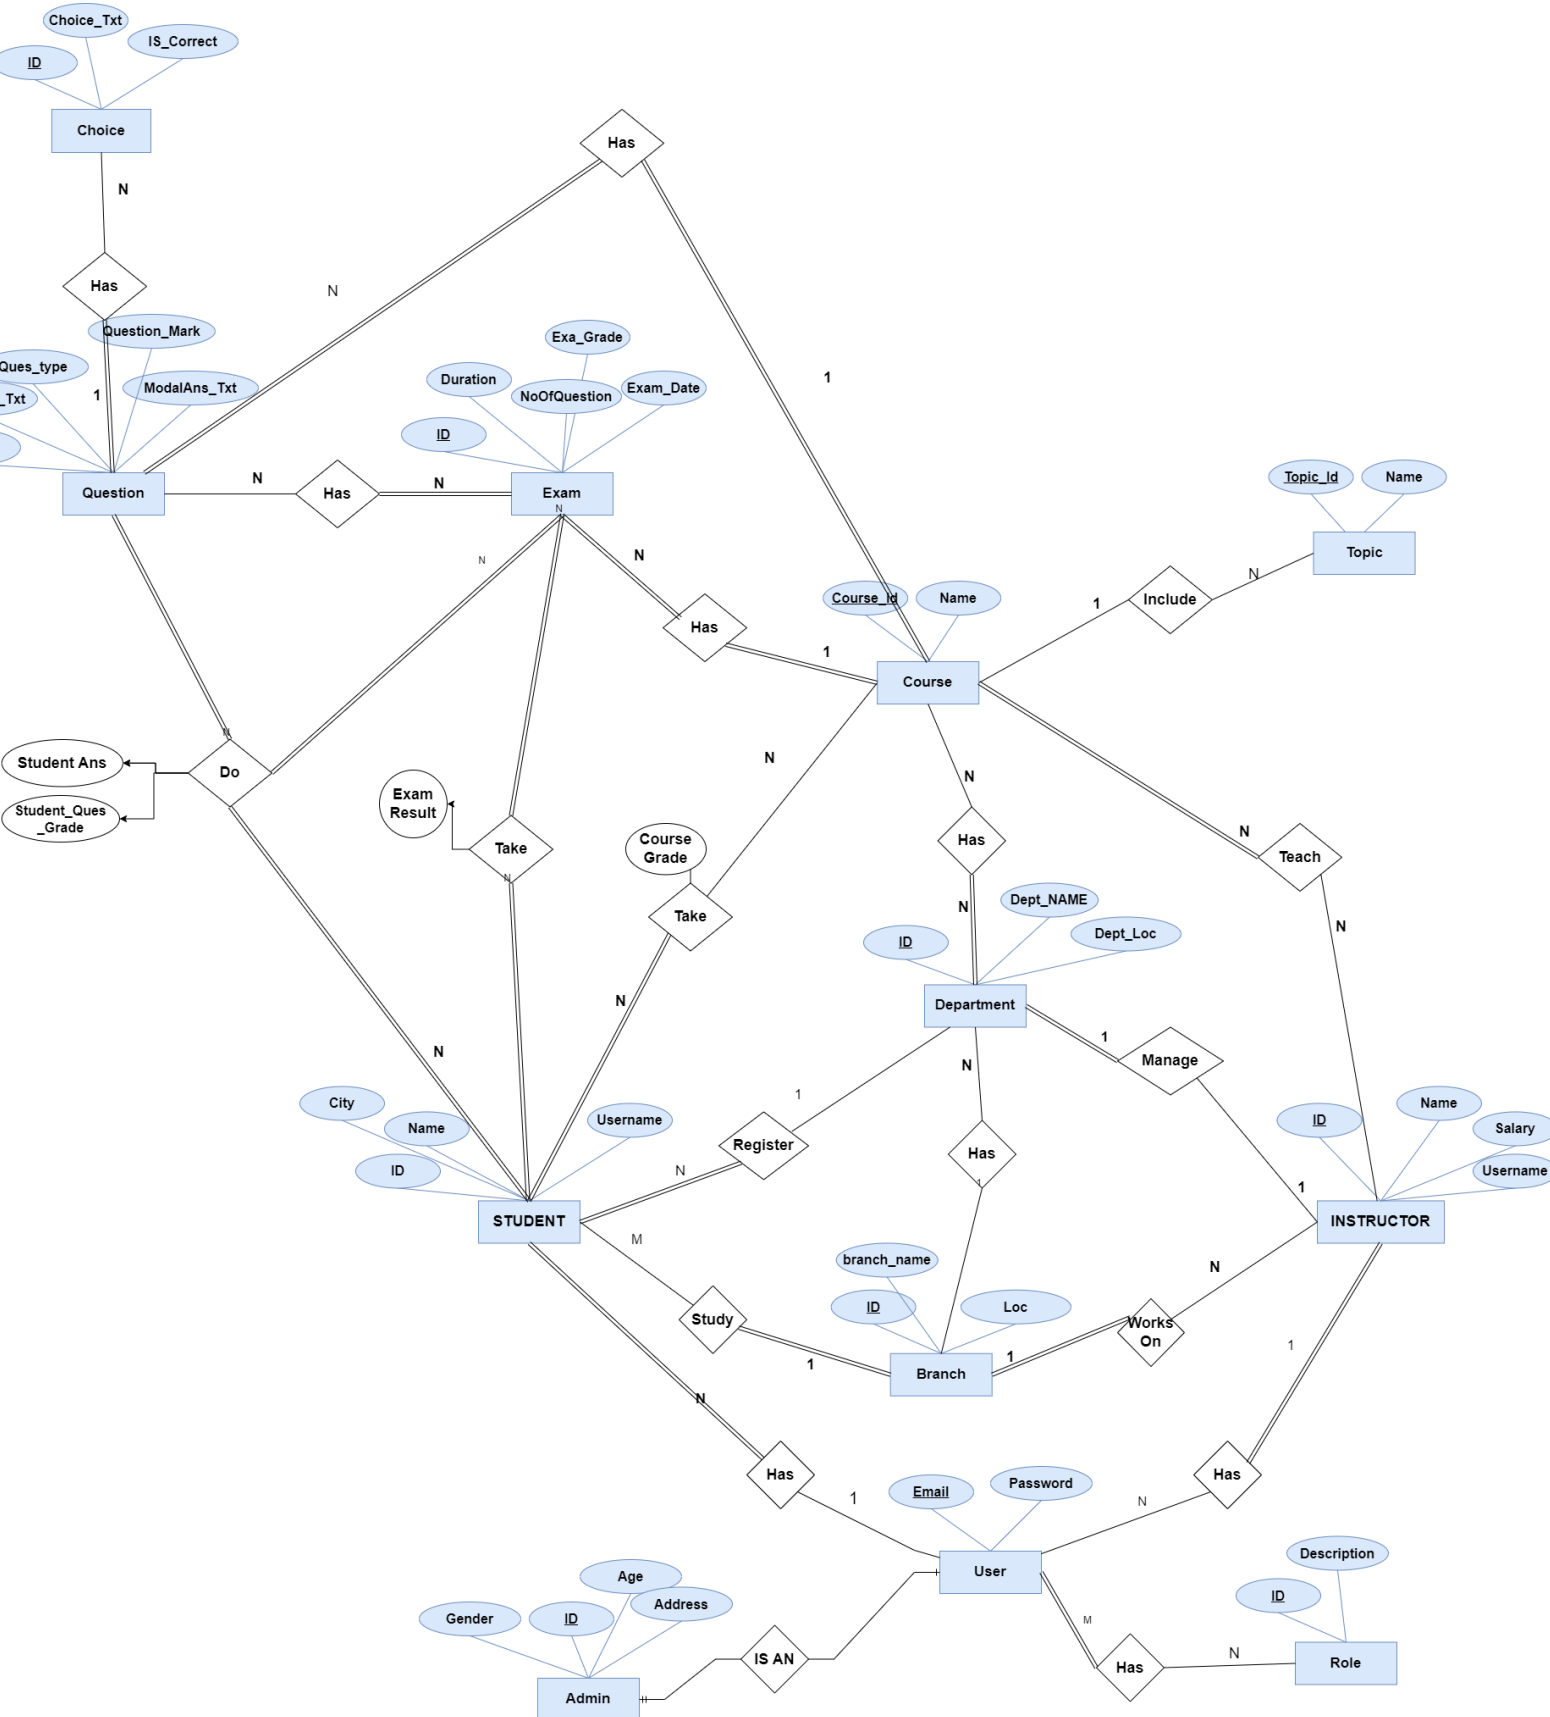 Choice_Txt
IS_Correct
ID
Choice
N
Has
Has
N
Question_Mark
Ques_type
ModalAns_Txt
_Txt
1
Exa_Grade
Duration
NoOfQuestion
Exam_Date
ID
1
Question
N
Has
N
Exam
N
N
N
Topic_Id
Name
Topic
N
Include
1
Course_Id
Name
Has
1
Course
N
Do
Student Ans
Student_Ques
_Grade
Exam
Result
Take
N
Course
Grade
Take
N
N
N
Has
N
N
Teach
N
Dept_NAME
ID
Dept_Loc
Department
1
Manage
1
N
1
Register
N
Has
1
N
City
Name
Username
ID
STUDENT
M
Study
1
ID
Name
Salary
Username
INSTRUCTOR
N
Works
On
1
branch_name
ID
Loc
Branch
N
Has
1
1
Has
N
Email
Password
User
Age
Gender
ID
Address
IS AN
Admin
M
Has
N
Description
ID
Role